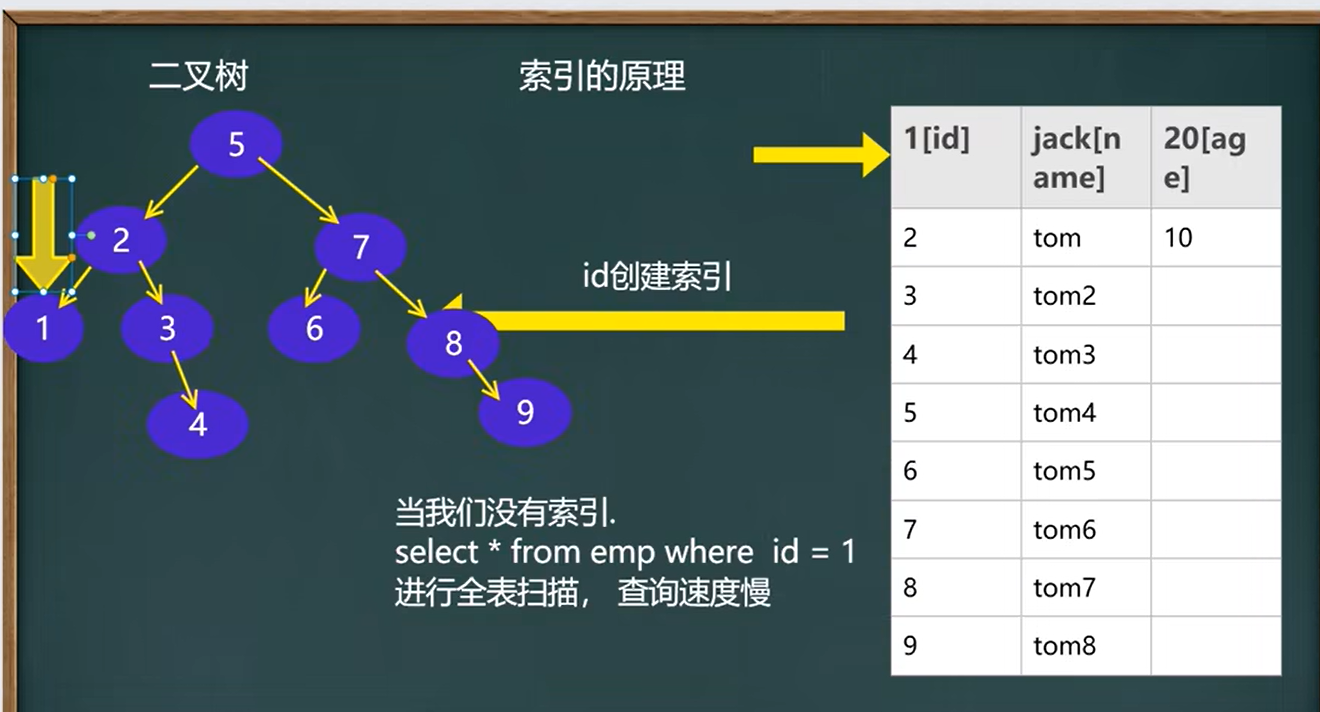 二叉树
索引的原理
5
2
7
1
3
6
8
4
9
id创建索引
当我们没有索引.
select * from emp where id = 1
进行全表扫描， 查询速度慢
1[id] jack[n 20[ag
ame] e]
2 tom 10
3 tom2
4 tom3
5 tom4
6 tom5
7 tom6
8 tom7
9 tom8